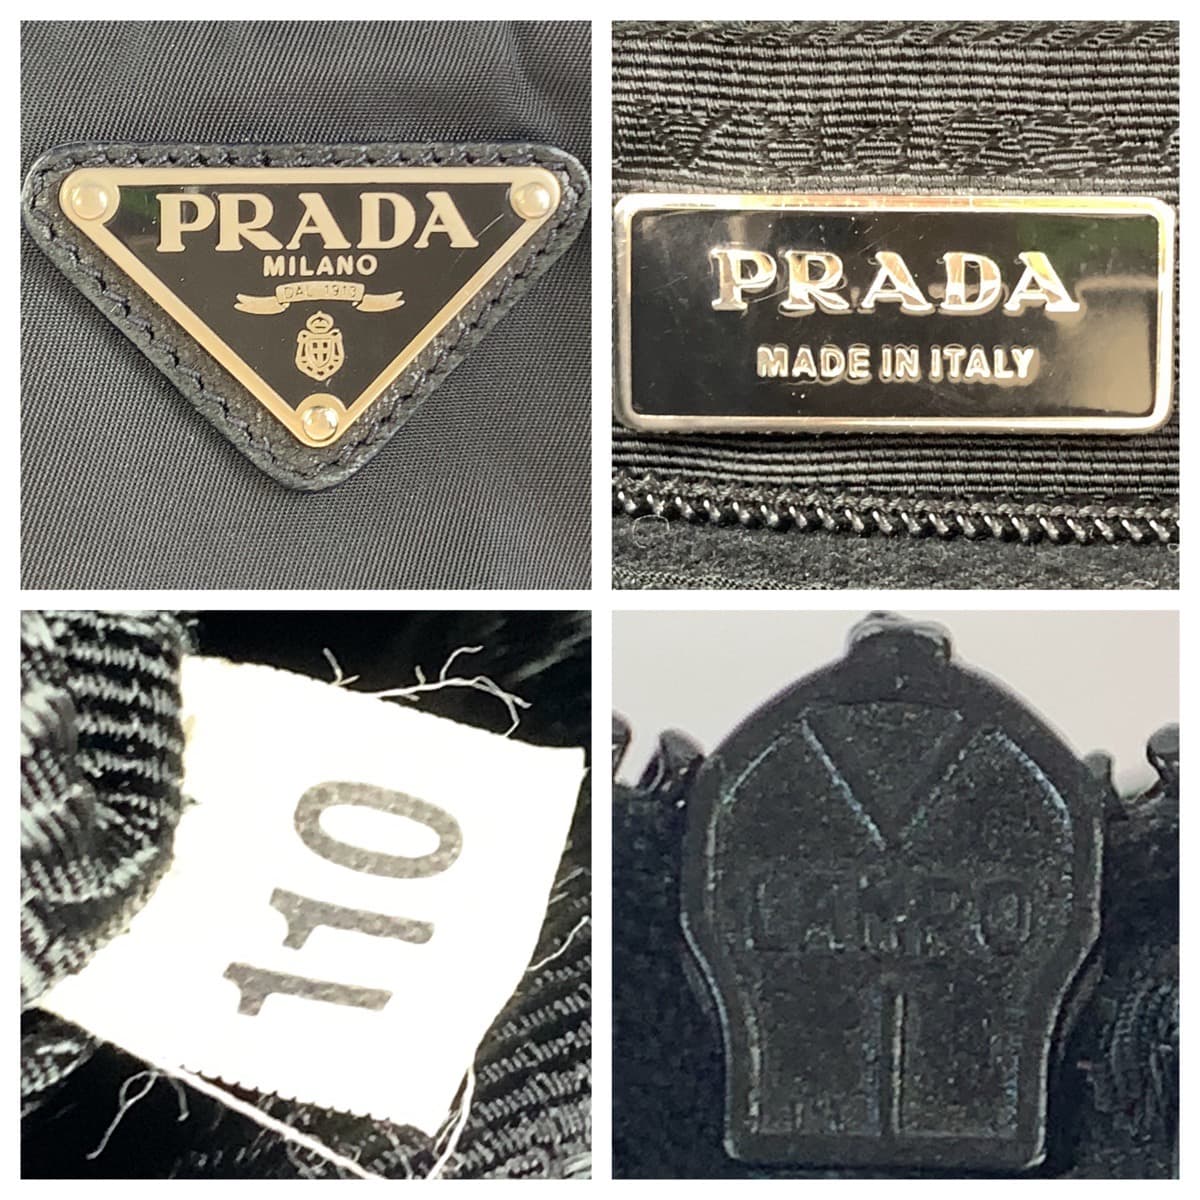 PRADA
MILANO
DAL 1913
PRADA
MADE IN ITALY
110
LAMPO